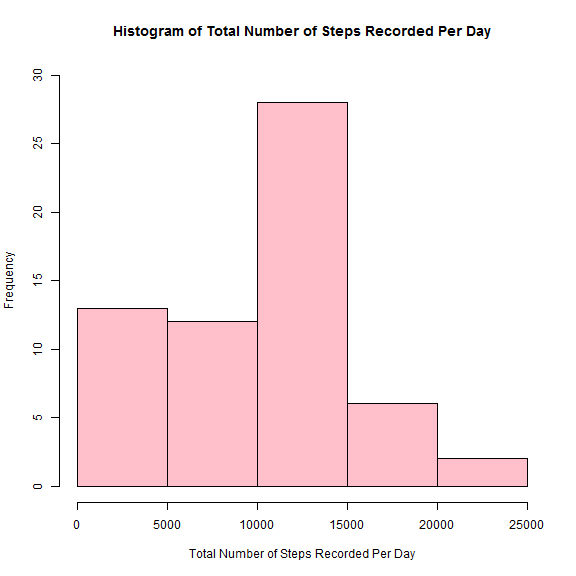 Histogram of Total Number of Steps Recorded Per Day
Frequency
30
25
20
15
10
5
0
0 5000 10000 15000 20000 25000
Total Number of Steps Recorded Per Day